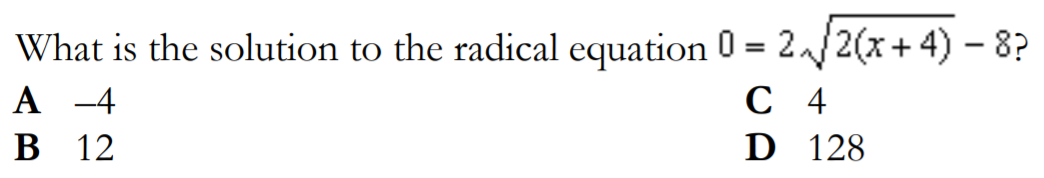 What is the solution to the radical equation 0 = 2√2(x + 4) – 8?
A –4 C 4
B 12 D 128